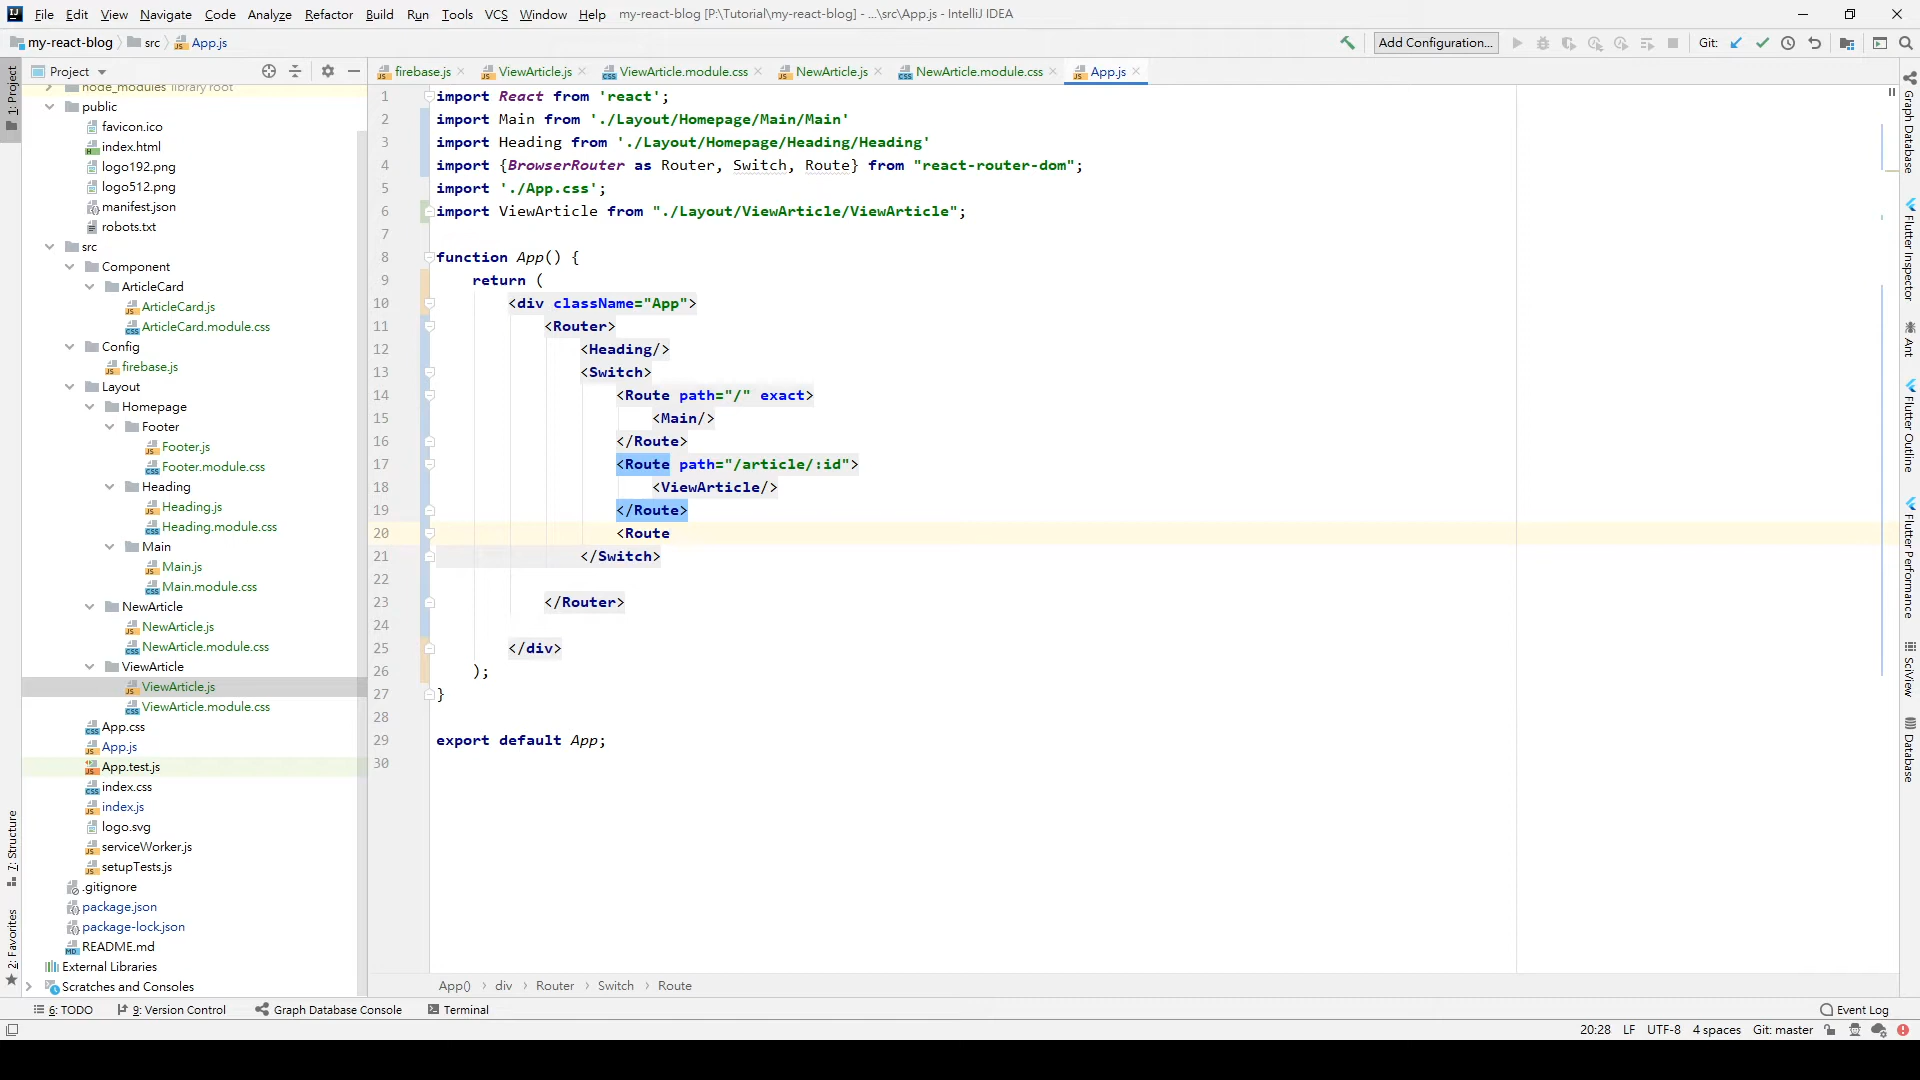 File Edit View Navigate Code Analyze Refactor Build Run Tools VCS Window Help my-react-blog [P:\Tutorial\my-react-blog] - ...\src\App.js - IntelliJ IDEA
my-react-blog src App.js Add Configuration... Git:
Project
firebase.js ViewArticle.js ViewArticle.module.css NewArticle.js NewArticle.module.css App.js
node_modules library root
public
favicon.ico
index.html
logo192.png
logo512.png
manifest.json
robots.txt
src
Component
ArticleCard
ArticleCard.js
ArticleCard.module.css
Config
firebase.js
Layout
Homepage
Footer
Footer.js
Footer.module.css
Heading
Heading.js
Heading.module.css
Main
Main.js
Main.module.css
NewArticle
NewArticle.js
NewArticle.module.css
ViewArticle
ViewArticle.js
ViewArticle.module.css
App.css
App.js
App.test.js
index.css
index.js
logo.svg
serviceWorker.js
setupTests.js
.gitignore
package.json
package-lock.json
README.md
External Libraries
Scratches and Consoles
1 import React from 'react';
2 import Main from './Layout/Homepage/Main/Main'
3 import Heading from './Layout/Homepage/Heading/Heading'
4 import {BrowserRouter as Router, Switch, Route} from "react-router-dom";
5 import './App.css';
6 import ViewArticle from "./Layout/ViewArticle/ViewArticle";
7
8 function App() {
9 return (
10 <div className="App">
11 <Router>
12 <Heading/>
13 <Switch>
14 <Route path="/" exact>
15 <Main/>
16 </Route>
17 <Route path="/article/:id">
18 <ViewArticle/>
19 </Route>
20 <Route
21 </Switch>
22
23 </Router>
24
25 </div>
26 );
27 }
28
29 export default App;
30
App() div Router Switch Route
1: Project
7: Structure
2: Favorites
Graph Database
Flutter Inspector
Ant
Flutter Outline
Flutter Performance
SciView
Database
6: TODO 9: Version Control Graph Database Console Terminal Event Log
20:28 LF UTF-8 4 spaces Git: master